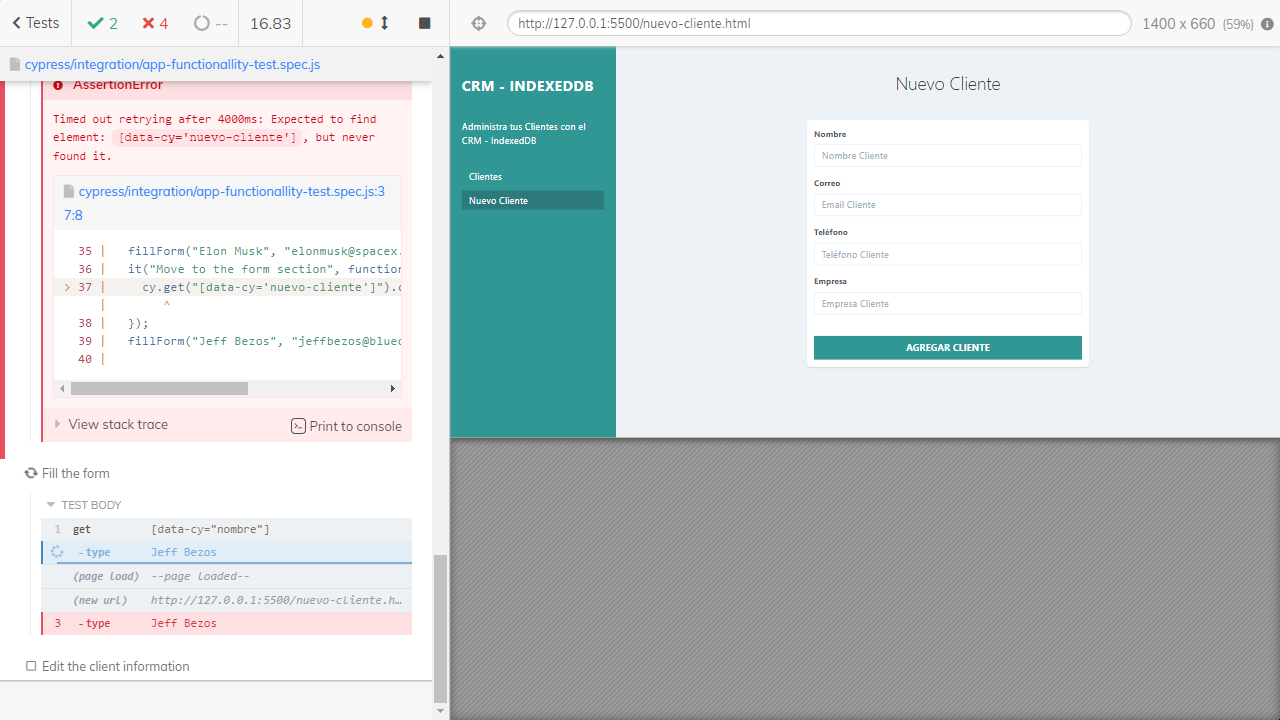 Tests
2
4
--
16.83
http://127.0.0.1:5500/nuevo-cliente.html
1400 x 660 (59%)
cypress/integration/app-functionallity-test.spec.js
AssertionError
Timed out retrying after 4000ms: Expected to find
element: [data-cy='nuevo-cliente'], but never
found it.
cypress/integration/app-functionallity-test.spec.js:3
7:8
35 | fillForm("Elon Musk", "elonmusk@spacex.
36 | it("Move to the form section", function
> 37 | cy.get("[data-cy='nuevo-cliente']").c
| ^
38 | });
39 | fillForm("Jeff Bezos", "jeffbezos@blueo
40 |
View stack trace
Print to console
Fill the form
TEST BODY
1 get [data-cy="nombre"]
-type Jeff Bezos
(page load) --page loaded--
(new url) http://127.0.0.1:5500/nuevo-cliente.h…
3 -type Jeff Bezos
Edit the client information
CRM - INDEXEDDB
Administra tus Clientes con el
CRM - IndexedDB
Clientes
Nuevo Cliente
Nuevo Cliente
Nombre
Nombre Cliente
Correo
Email Cliente
Teléfono
Teléfono Cliente
Empresa
Empresa Cliente
AGREGAR CLIENTE